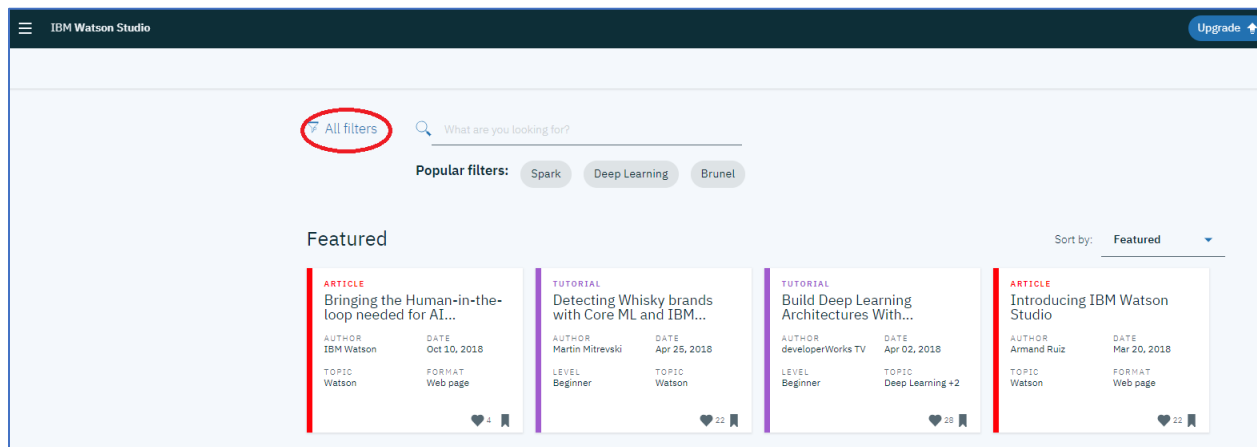 IBM Watson Studio
Upgrade
All filters
What are you looking for?
Popular filters: Spark Deep Learning Brunel
Featured
Sort by: Featured
ARTICLE
Bringing the Human-in-the-
loop needed for AI...
AUTHOR DATE
IBM Watson Oct 10, 2018
TOPIC FORMAT
Watson Web page
4
TUTORIAL
Detecting Whisky brands
with Core ML and IBM...
AUTHOR DATE
Martin Mitrevski Apr 25, 2018
LEVEL TOPIC
Beginner Watson
22
TUTORIAL
Build Deep Learning
Architectures With...
AUTHOR DATE
developerWorks TV Apr 02, 2018
LEVEL TOPIC
Beginner Deep Learning +2
28
ARTICLE
Introducing IBM Watson
Studio
AUTHOR DATE
Armand Ruiz Mar 20, 2018
TOPIC FORMAT
Watson Web page
22